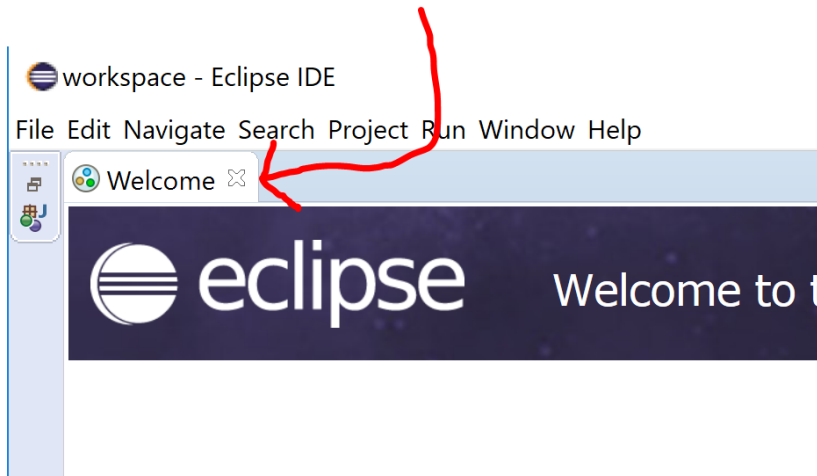 workspace - Eclipse IDE
File Edit Navigate Search Project Run Window Help
Welcome
eclipse Welcome to t